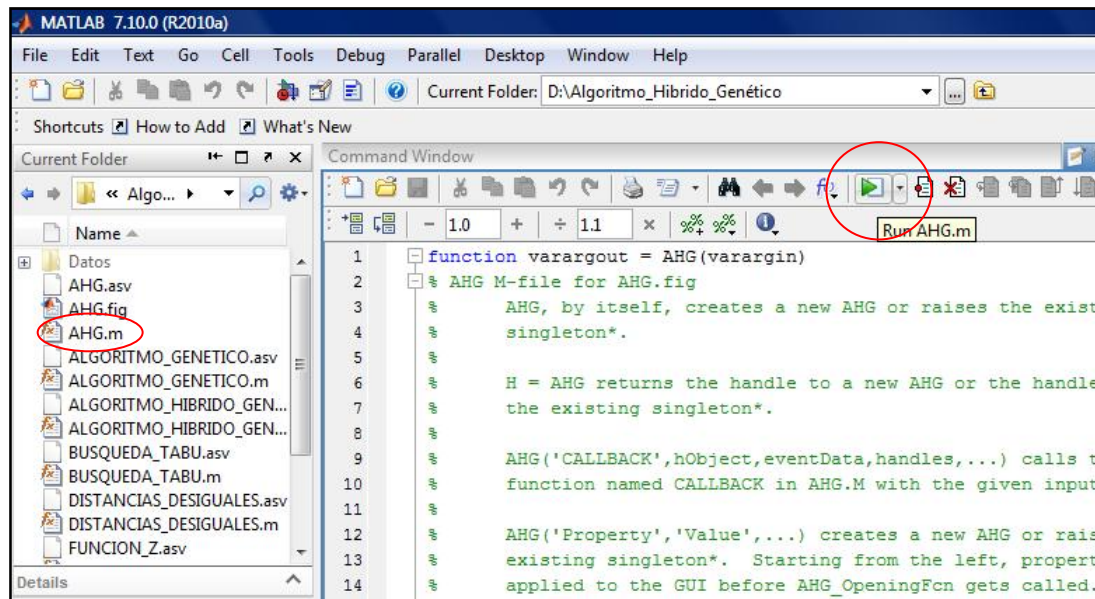 MATLAB 7.10.0 (R2010a)
File Edit Text Go Cell Tools Debug Parallel Desktop Window Help
Current Folder: D:\Algoritmo_Hibrido_Genético
Shortcuts How to Add What's New
Current Folder
« Algo...
Name
Datos
AHG.asv
AHG.fig
AHG.m
ALGORITMO_GENETICO.asv
ALGORITMO_GENETICO.m
ALGORITMO_HIBRIDO_GEN...
ALGORITMO_HIBRIDO_GEN...
BUSQUEDA_TABU.asv
BUSQUEDA_TABU.m
DISTANCIAS_DESIGUALES.asv
DISTANCIAS_DESIGUALES.m
FUNCION_Z.asv
Details
Command Window
- 1.0 + ÷ 1.1 ×
Run AHG.m
1 function varargout = AHG(varargin)
2 % AHG M-file for AHG.fig
3 % AHG, by itself, creates a new AHG or raises the exist
4 % singleton*.
5 %
6 % H = AHG returns the handle to a new AHG or the handle
7 % the existing singleton*.
8 %
9 % AHG('CALLBACK',hObject,eventData,handles,...) calls t
10 % function named CALLBACK in AHG.M with the given input
11 %
12 % AHG('Property','Value',...) creates a new AHG or rais
13 % existing singleton*. Starting from the left, propert
14 % applied to the GUI before AHG_OpeningFcn gets called.